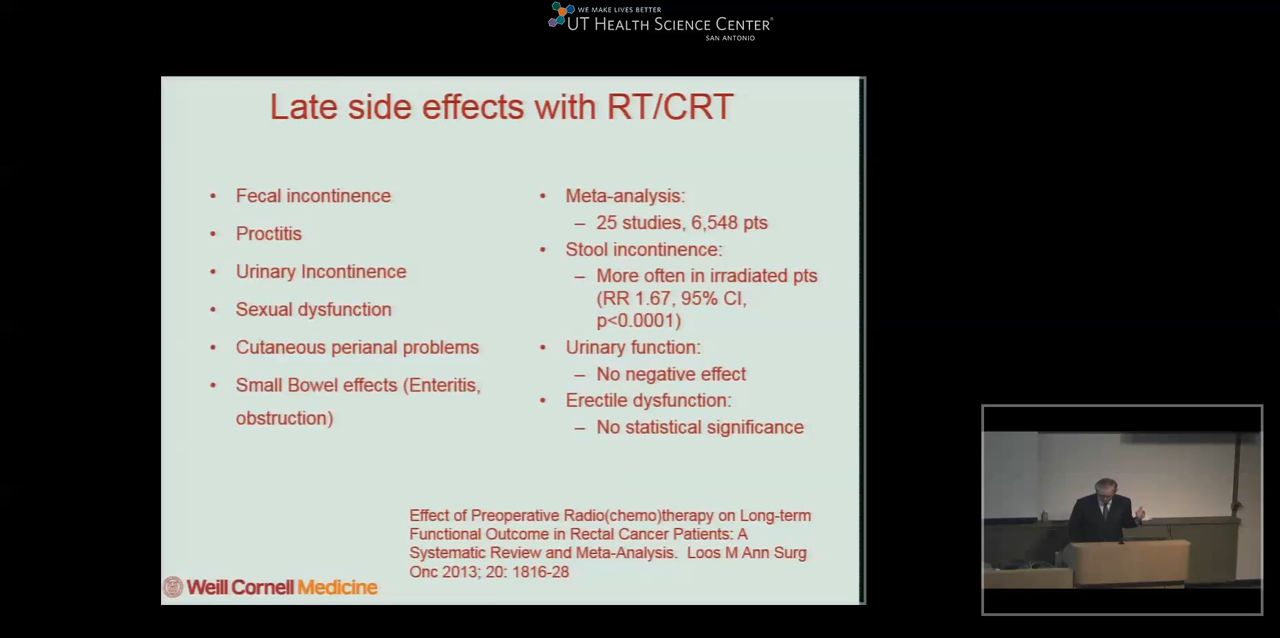 WE MAKE LIVES BETTER
UT HEALTH SCIENCE CENTER®
SAN ANTONIO
Late side effects with RT/CRT
• Fecal incontinence
• Proctitis
• Urinary Incontinence
• Sexual dysfunction
• Cutaneous perianal problems
• Small Bowel effects (Enteritis,
obstruction)
• Meta-analysis:
– 25 studies, 6,548 pts
• Stool incontinence:
– More often in irradiated pts
(RR 1.67, 95% CI,
p<0.0001)
• Urinary function:
– No negative effect
• Erectile dysfunction:
– No statistical significance
Effect of Preoperative Radio(chemo)therapy on Long-term
Functional Outcome in Rectal Cancer Patients: A
Systematic Review and Meta-Analysis. Loos M Ann Surg
Onc 2013; 20: 1816-28
Weill Cornell Medicine